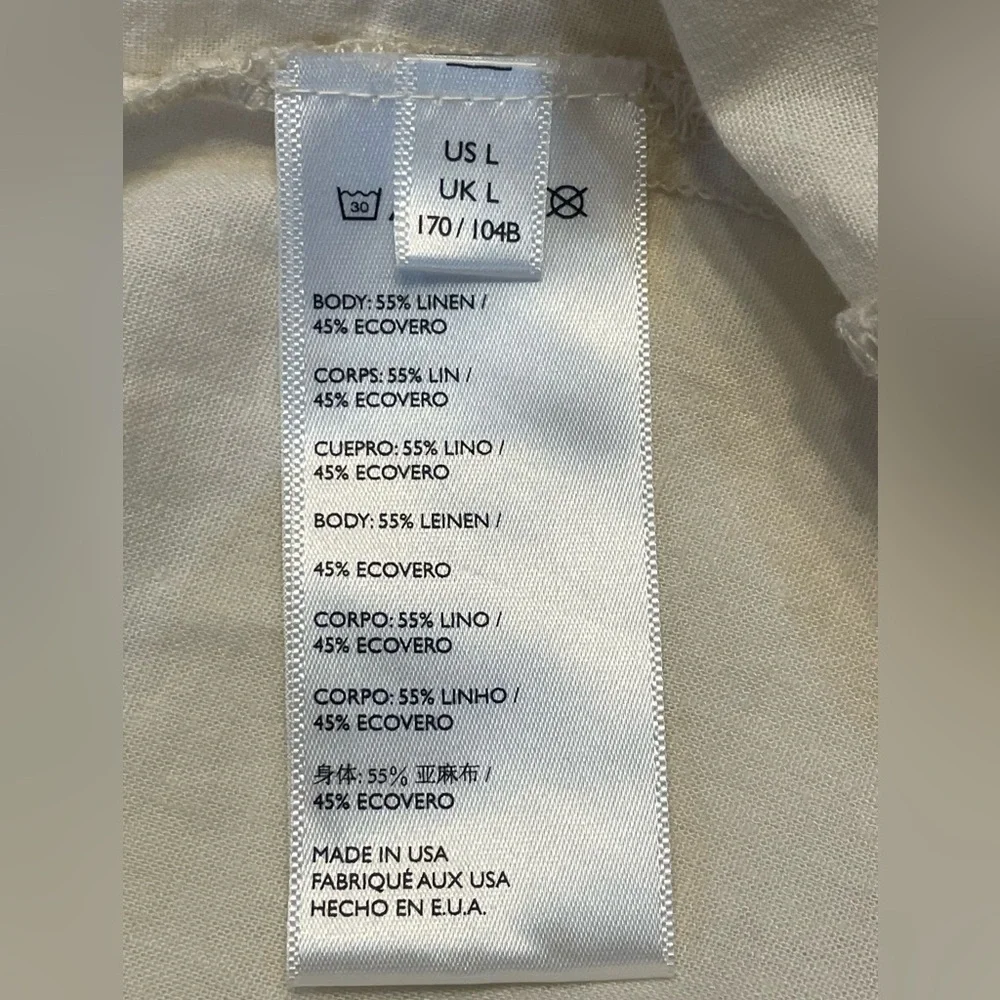 US L
UK L
170 / 104B
30
BODY: 55% LINEN /
45% ECOVERO
CORPS: 55% LIN /
45% ECOVERO
CUEPRO: 55% LINO /
45% ECOVERO
BODY: 55% LEINEN /
45% ECOVERO
CORPO: 55% LINO /
45% ECOVERO
CORPO: 55% LINHO /
45% ECOVERO
身体: 55% 亚麻布 /
45% ECOVERO
MADE IN USA
FABRIQUÉ AUX USA
HECHO EN E.U.A.